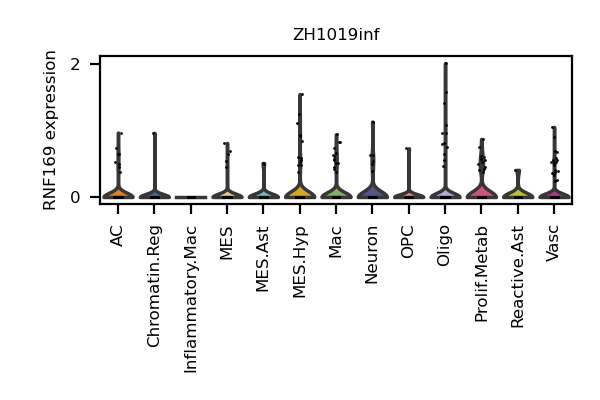 ZH1019inf
RNF169 expression
2
0
AC
Chromatin.Reg
Inflammatory.Mac
MES
MES.Ast
MES.Hyp
Mac
Neuron
OPC
Oligo
Prolif.Metab
Reactive.Ast
Vasc